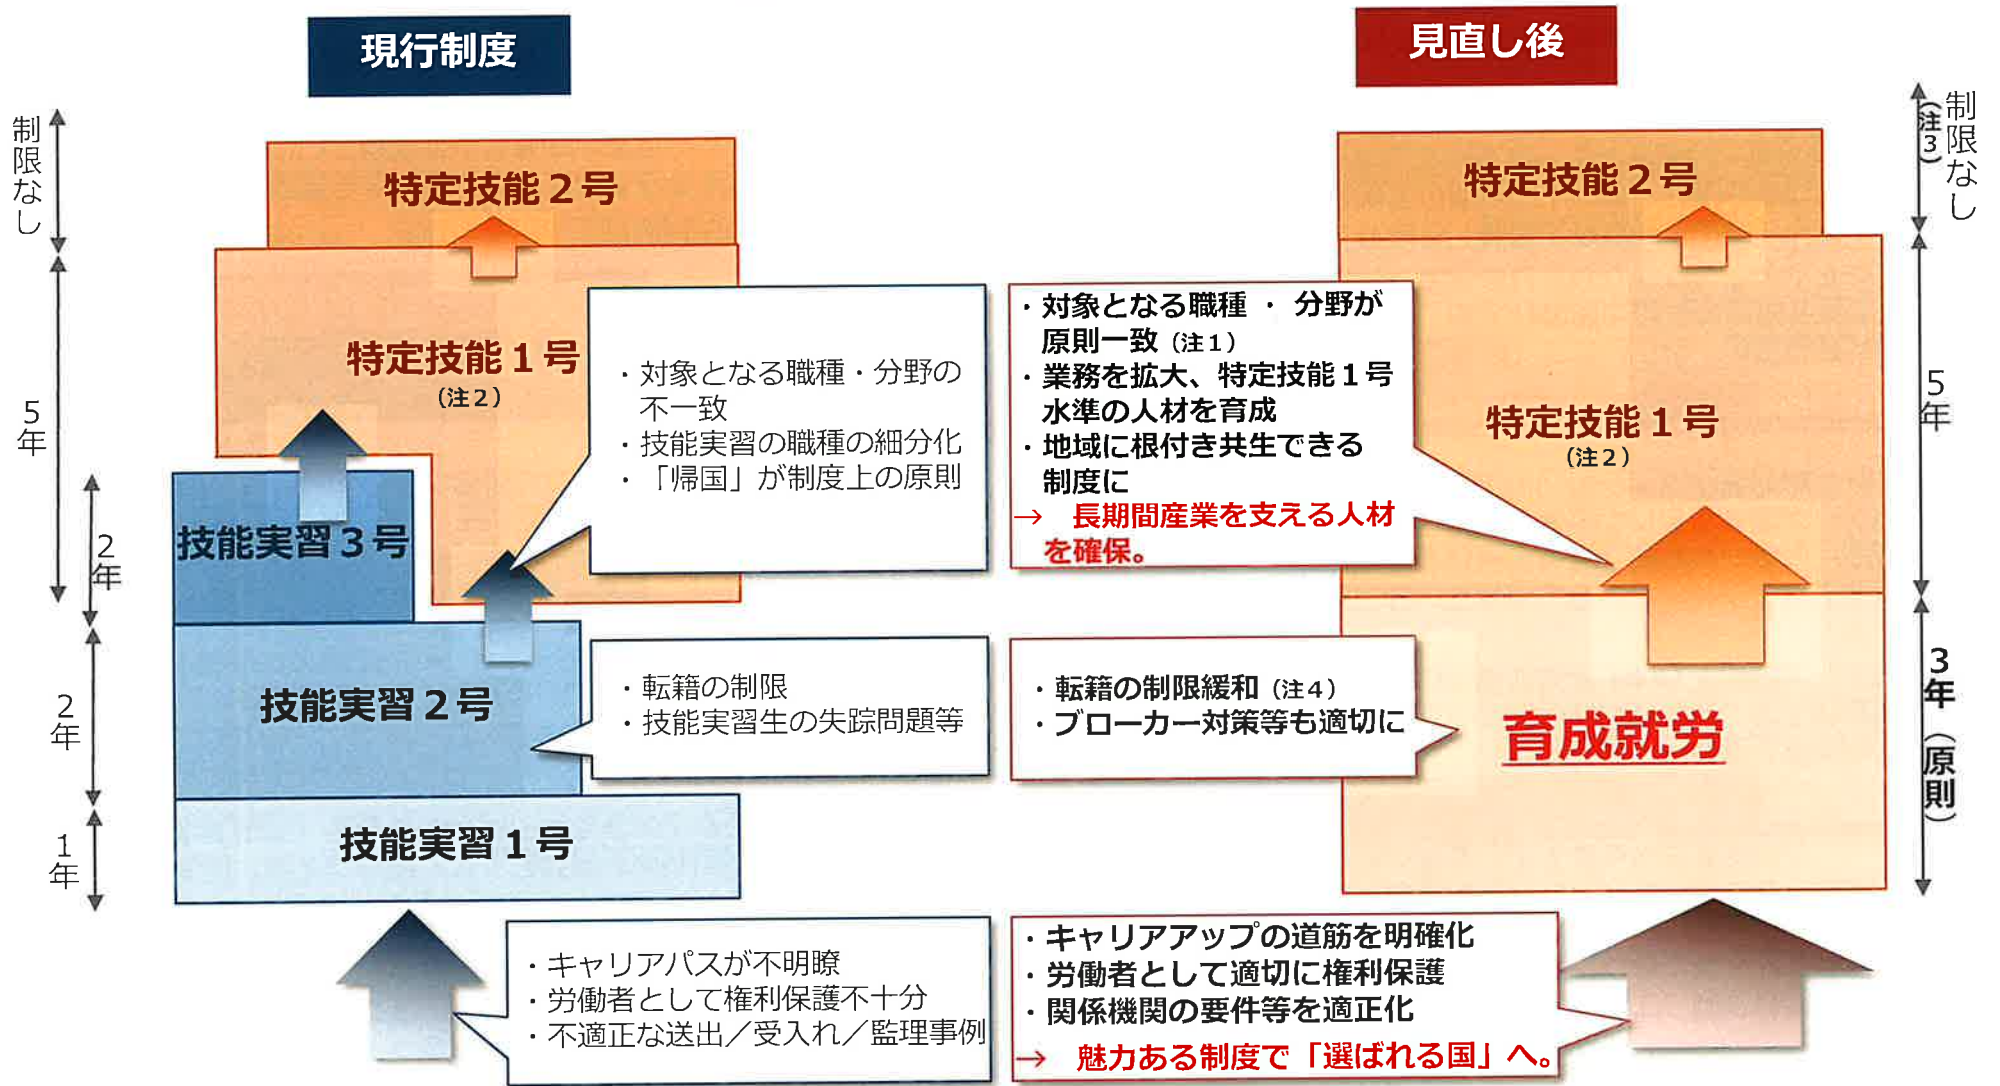 現行制度
見直し後
制限なし
5年
2年
2年
1年
特定技能2号
特定技能1号
(注2)
技能実習3号
技能実習2号
技能実習1号
・対象となる職種・分野の
不一致
・技能実習の職種の細分化
・「帰国」が制度上の原則
・転籍の制限
・技能実習生の失踪問題等
・キャリアパスが不明瞭
・労働者として権利保護不十分
・不適正な送出／受入れ／監理事例
・対象となる職種 ・ 分野が
原則一致（注1）
・業務を拡大、特定技能1号
水準の人材を育成
・地域に根付き共生できる
制度に
→ 長期間産業を支える人材
を確保。
・転籍の制限緩和（注4）
・ブローカー対策等も適切に
・キャリアアップの道筋を明確化
・労働者として適切に権利保護
・関係機関の要件等を適正化
→ 魅力ある制度で「選ばれる国」へ。
特定技能2号
特定技能1号
(注2)
育成就労
制限なし
（注3）
5年
3年（原則）